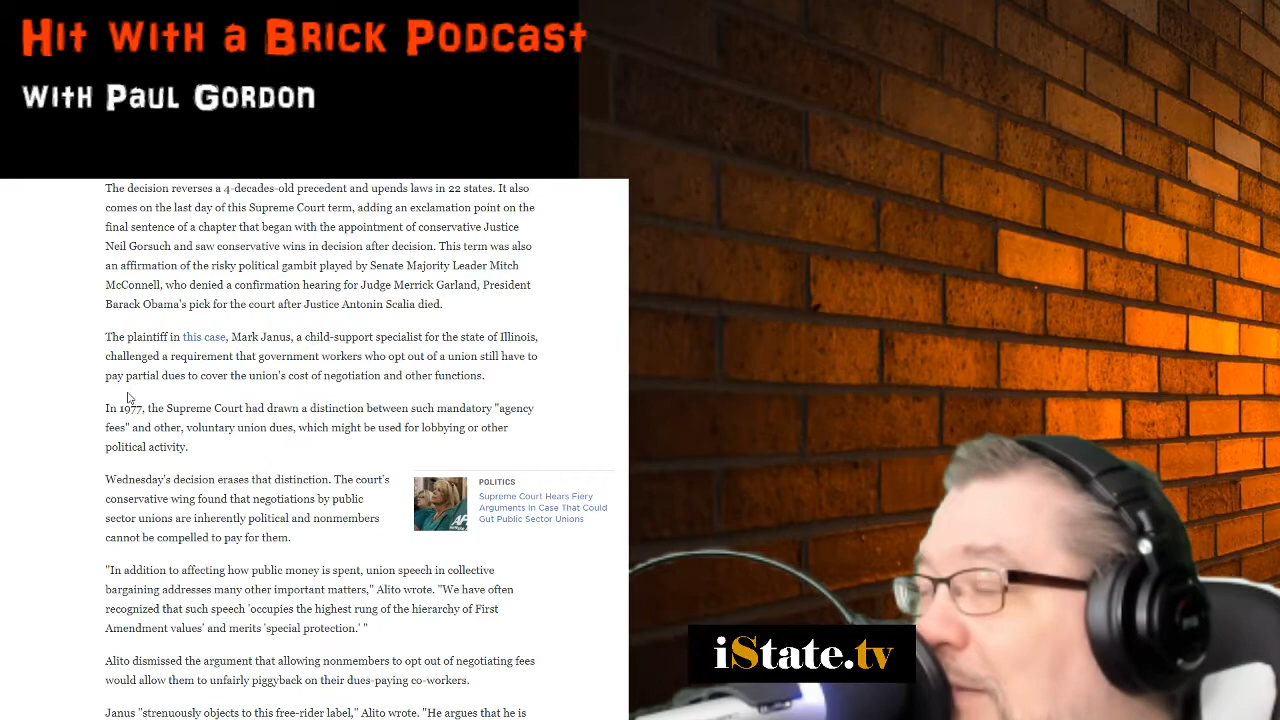 Hit with a Brick Podcast
with Paul Gordon
The decision reverses a 4-decades-old precedent and upends laws in 22 states. It also
comes on the last day of this Supreme Court term, adding an exclamation point on the
final sentence of a chapter that began with the appointment of conservative Justice
Neil Gorsuch and saw conservative wins in decision after decision. This term was also
an affirmation of the risky political gambit played by Senate Majority Leader Mitch
McConnell, who denied a confirmation hearing for Judge Merrick Garland, President
Barack Obama's pick for the court after Justice Antonin Scalia died.
The plaintiff in this case, Mark Janus, a child-support specialist for the state of Illinois,
challenged a requirement that government workers who opt out of a union still have to
pay partial dues to cover the union's cost of negotiation and other functions.
In 1977, the Supreme Court had drawn a distinction between such mandatory "agency
fees" and other, voluntary union dues, which might be used for lobbying or other
political activity.
Wednesday's decision erases that distinction. The court's
conservative wing found that negotiations by public
sector unions are inherently political and nonmembers
cannot be compelled to pay for them.
POLITICS
Supreme Court Hears Fiery
Arguments In Case That Could
Gut Public Sector Unions
"In addition to affecting how public money is spent, union speech in collective
bargaining addresses many other important matters," Alito wrote. "We have often
recognized that such speech 'occupies the highest rung of the hierarchy of First
Amendment values' and merits 'special protection.' "
Alito dismissed the argument that allowing nonmembers to opt out of negotiating fees
would allow them to unfairly piggyback on their dues-paying co-workers.
Janus "strenuously objects to this free-rider label," Alito wrote. "He argues that he is
iState.tv